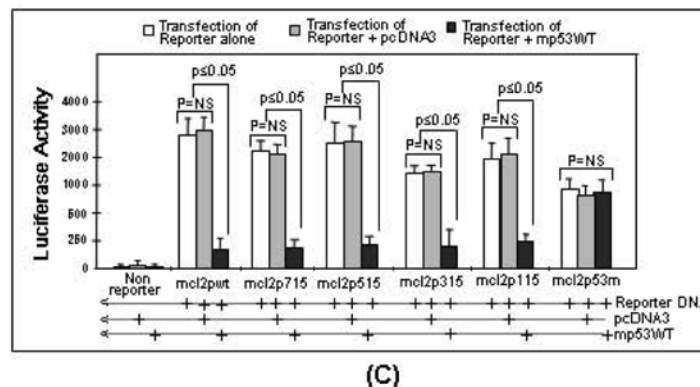 Transfection of
Reporter alone
Transfection of
Reporter + pcDNA3
Transfection of
Reporter + mp53WT
p≤0.05
p≤0.05
p≤0.05
p≤0.05
p≤0.05
P=NS
P=NS
P=NS
P=NS
P=NS
P=NS
Luciferase Activity
4000
3000
2000
1000
500
250
0
Non
reporter
mcl2pwt
mcl2p715
mcl2p515
mcl2p315
mcl2p115
mcl2p53m
+ + + + + + + + + + + + + + + + + + Reporter DN
+ + + + + + pcDNA3
+ + + + + + + mp53WT
(C)